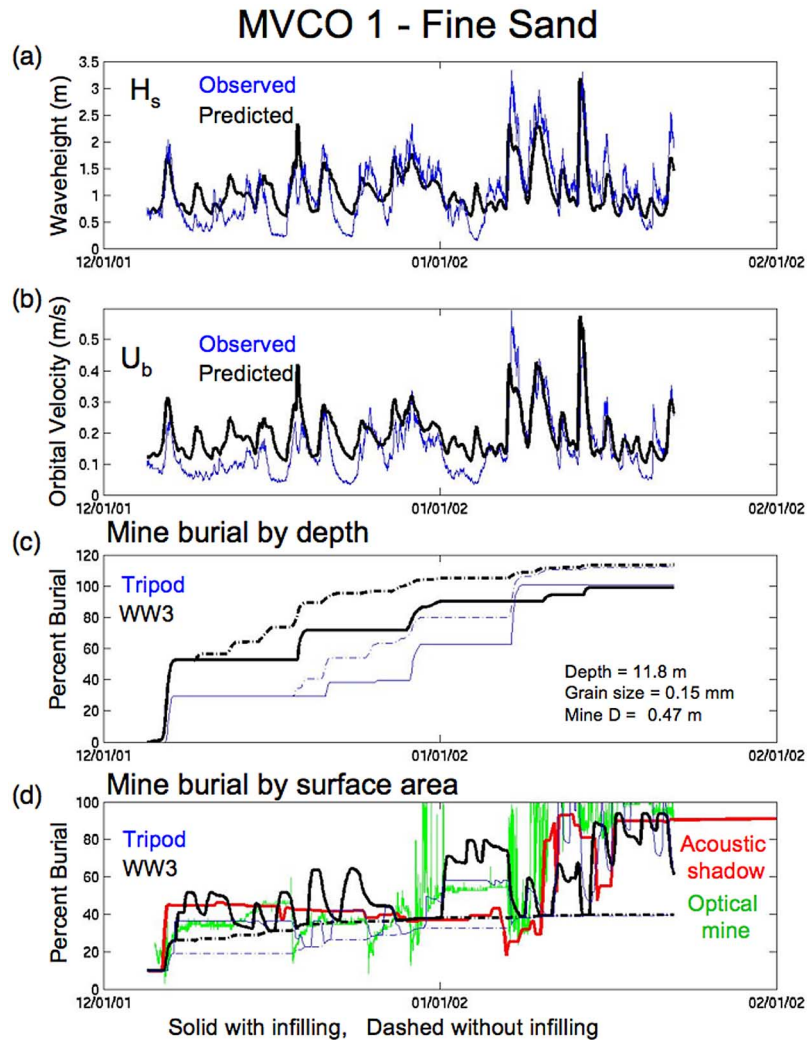 MVCO 1 - Fine Sand
(a)
3.5
3
2.5
2
1.5
1
0.5
0
Waveheight (m)
Hs
Observed
Predicted
12/01/01
01/01/02
02/01/02
(b)
0.5
0.4
0.3
0.2
0.1
0
Orbital Velocity (m/s)
Ub
Observed
Predicted
12/01/01
01/01/02
02/01/02
(c)
Mine burial by depth
120
100
80
60
40
20
0
Percent Burial
Tripod
WW3
Depth = 11.8 m
Grain size = 0.15 mm
Mine D = 0.47 m
12/01/01
01/01/02
02/01/02
(d)
Mine burial by surface area
100
80
60
40
20
0
Percent Burial
Tripod
WW3
Acoustic
shadow
Optical
mine
12/01/01
01/01/02
02/01/02
Solid with infilling, Dashed without infilling